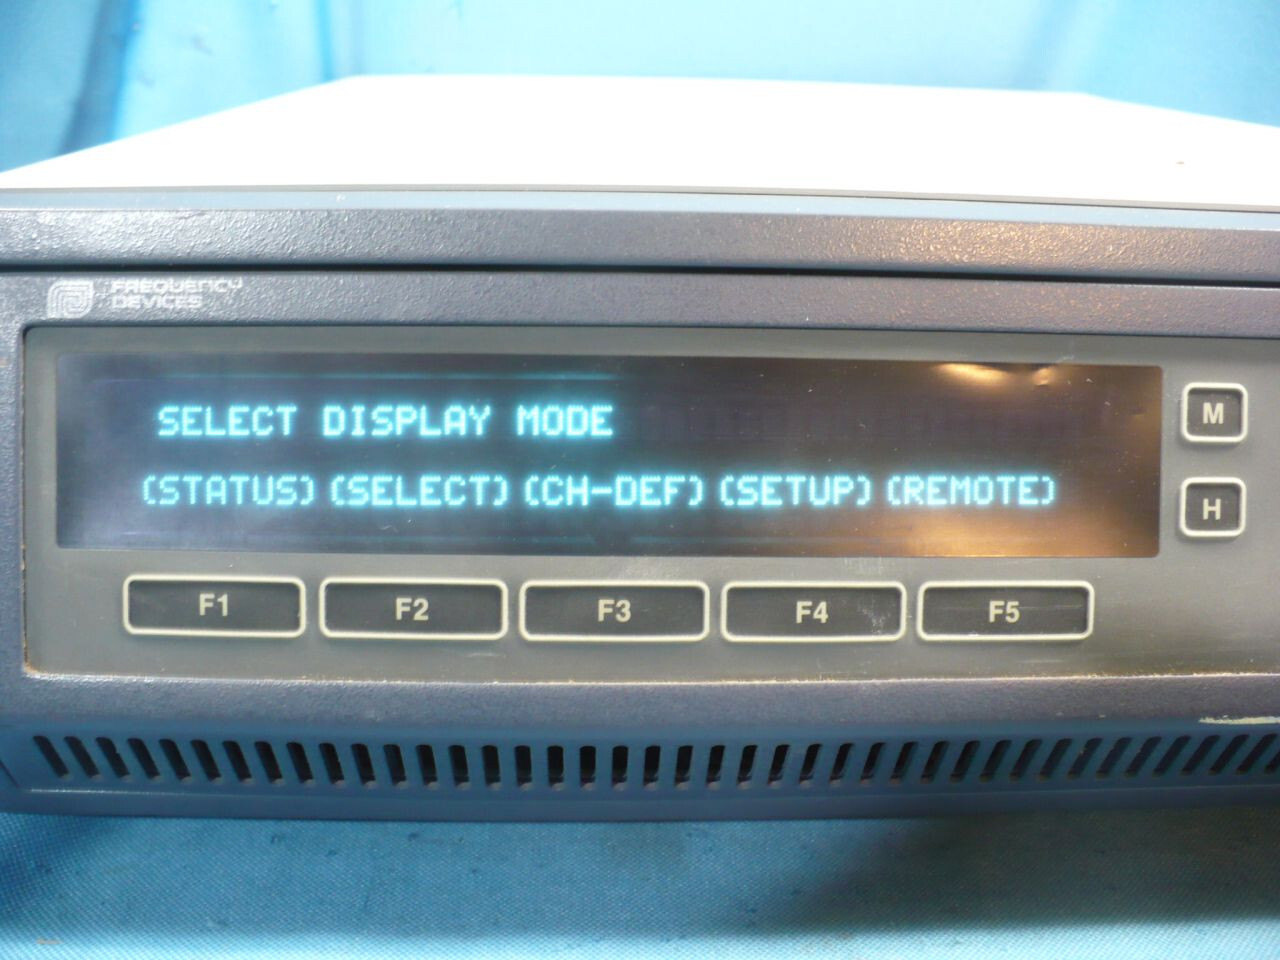 FREQUENCY
DEVICES
SELECT DISPLAY MODE
(STATUS) (SELECT) (CH-DEF) (SETUP) (REMOTE)
M
H
F1 F2 F3 F4 F5